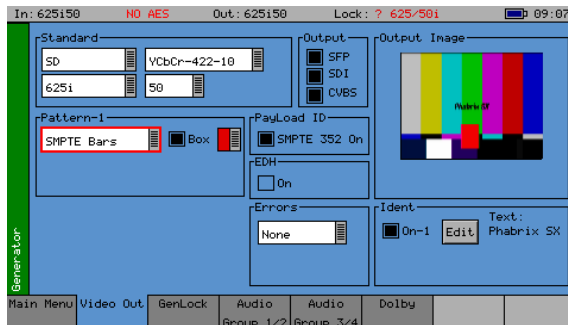 In: 625i50 NO AES Out: 625i50 Lock: ? 625/50i 09:07
Standard
SD YCbCr-422-10
625i 50
Output
SFP
SDI
CVBS
Output Image
Phabrix SX
Pattern-1
SMPTE Bars Box
PayLoad ID
SMPTE 352 On
EDH
On
Errors
None
Ident
On-1 Edit Text:
Phabrix SX
Generator
Main Menu Video Out GenLock Audio Group 1/2 Audio Group 3/4 Dolby